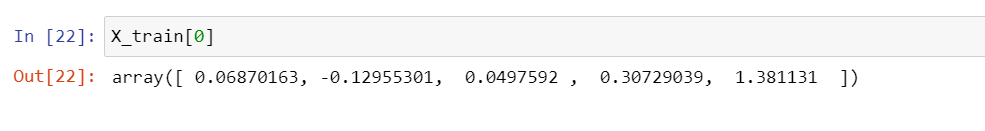 In [22]: X_train[0]
Out[22]: array([ 0.06870163, -0.12955301,  0.0497592 ,  0.30729039,  1.381131  ])